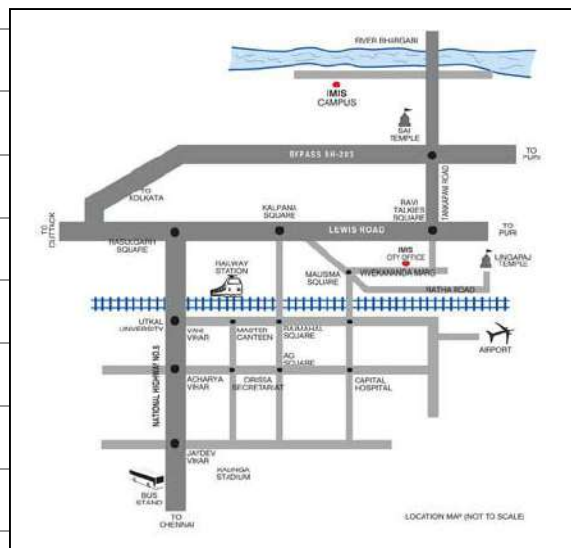 RIVER BHARGABI
IMIS
CAMPUS
SAI
TEMPLE
BYPASS
TO
PURI
TO
KOLKATA
TANKAPANI ROAD
TO
CUTTACK
KALPANA
SQUARE
RAVI
TALKIES
SQUARE
LEWIS ROAD
TO
PURI
RASULGARH
SQUARE
IMIS
CITY OFFICE
LINGARAJ
TEMPLE
RAILWAY
STATION
MAUSIMA
SQUARE
VIVEKANANDA MARG
RATHA ROAD
UTKAL
UNIVERSITY
VANI
VIHAR
MASTER
CANTEEN
RAJMAHAL
SQUARE
AIRPORT
AG
SQUARE
NATIONAL HIGHWAY NO.5
ACHARYA
VIHAR
ORISSA
SECRETARIAT
CAPITAL
HOSPITAL
JAYDEV
VIHAR
KALINGA
STADIUM
BUS
STAND
TO
CHENNAI
LOCATION MAP (NOT TO SCALE)